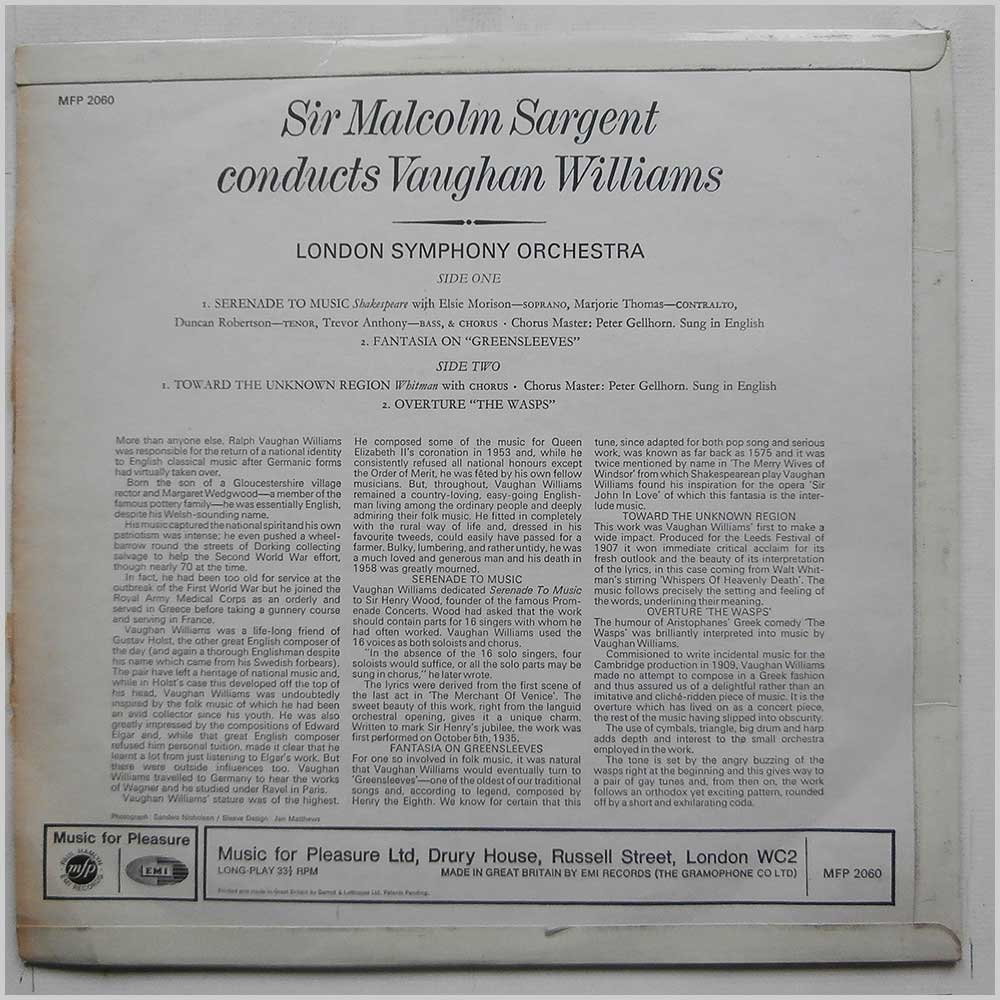 MFP 2060
Sir Malcolm Sargent
conducts Vaughan Williams
LONDON SYMPHONY ORCHESTRA
SIDE ONE
1. SERENADE TO MUSIC Shakespeare with Elsie Morison—SOPRANO, Marjorie Thomas—CONTRALTO,
Duncan Robertson—TENOR, Trevor Anthony—BASS, & CHORUS · Chorus Master: Peter Gellhorn. Sung in English
2. FANTASIA ON "GREENSLEEVES"
SIDE TWO
1. TOWARD THE UNKNOWN REGION Whitman with CHORUS · Chorus Master: Peter Gellhorn. Sung in English
2. OVERTURE "THE WASPS"
More than anyone else, Ralph Vaughan Williams
was responsible for the return of a national identity
to English classical music after Germanic forms
had virtually taken over.
Born the son of a Gloucestershire village
rector and Margaret Wedgwood—a member of the
famous pottery family—he was essentially English,
despite his Welsh-sounding name.
His music captured the national spirit and his own
patriotism was intense; he even pushed a wheel-
barrow round the streets of Dorking collecting
salvage to help the Second World War effort,
though nearly 70 at the time.
In fact, he had been too old for service at the
outbreak of the First World War but he joined the
Royal Army Medical Corps as an orderly and
served in Greece before taking a gunnery course
and serving in France.
Vaughan Williams was a life-long friend of
Gustav Holst, the other great English composer of
the day (and again a thorough Englishman despite
his name which came from his Swedish forbears).
The pair have left a heritage of national music and,
while in Holst's case this developed off the top of
his head, Vaughan Williams was undoubtedly
inspired by the folk music of which he had been
an avid collector since his youth. He was also
greatly impressed by the compositions of Edward
Elgar and, while that great English composer
refused him personal tuition, made it clear that he
learnt a lot from just listening to Elgar's work. But
there were outside influences too. Vaughan
Williams travelled to Germany to hear the works
of Wagner and he studied under Ravel in Paris.
Vaughan Williams' stature was of the highest.
He composed some of the music for Queen
Elizabeth II's coronation in 1953 and, while he
consistently refused all national honours except
the Order of Merit, he was fêted by his own fellow
musicians. But, throughout, Vaughan Williams
remained a country-loving, easy-going English-
man living among the ordinary people and deeply
admiring their folk music. He fitted in completely
with the rural way of life and, dressed in his
favourite tweeds, could easily have passed for a
farmer. Bulky, lumbering, and rather untidy, he was
a much loved and generous man and his death in
1958 was greatly mourned.
SERENADE TO MUSIC
Vaughan Williams dedicated Serenade To Music
to Sir Henry Wood, founder of the famous Prom-
enade Concerts. Wood had asked that the work
should contain parts for 16 singers with whom he
had often worked. Vaughan Williams used the
16 voices as both soloists and chorus.
"In the absence of the 16 solo singers, four
soloists would suffice, or all the solo parts may be
sung in chorus," he later wrote.
The lyrics were derived from the first scene of
the last act in 'The Merchant Of Venice'. The
sweet beauty of this work, right from the languid
orchestral opening, gives it a unique charm.
Written to mark Sir Henry's jubilee, the work was
first performed on October 5th, 1935.
FANTASIA ON GREENSLEEVES
For one so involved in folk music, it was natural
that Vaughan Williams would eventually turn to
'Greensleeves'—one of the oldest of our traditional
songs and, according to legend, composed by
Henry the Eighth. We know for certain that this
tune, since adapted for both pop song and serious
work, was known as far back as 1575 and it was
twice mentioned by name in 'The Merry Wives of
Windsor' from which Shakespearean play Vaughan
Williams found his inspiration for the opera 'Sir
John In Love' of which this fantasia is the inter-
lude music.
TOWARD THE UNKNOWN REGION
This work was Vaughan Williams' first to make a
wide impact. Produced for the Leeds Festival of
1907 it won immediate critical acclaim for its
fresh outlook and the beauty of its interpretation
of the lyrics, in this case coming from Walt Whit-
man's stirring 'Whispers Of Heavenly Death'. The
music follows precisely the setting and feeling of
the words, underlining their meaning.
OVERTURE 'THE WASPS'
The humour of Aristophanes' Greek comedy 'The
Wasps' was brilliantly interpreted into music by
Vaughan Williams.
Commissioned to write incidental music for the
Cambridge production in 1909, Vaughan Williams
made no attempt to compose in a Greek fashion
and thus assured us of a delightful rather than an
imitative and cliché-ridden piece of music. It is the
overture which has lived on as a concert piece,
the rest of the music having slipped into obscurity.
The use of cymbals, triangle, big drum and harp
adds depth and interest to the small orchestra
employed in the work.
The tone is set by the angry buzzing of the
wasps right at the beginning and this gives way to
a pair of gay tunes and, from then on, the work
follows an orthodox yet exciting pattern, rounded
off by a short and exhilarating coda.
Photograph : Sandera Nicholson / Sleeve Design : Jan Matthews
Music for Pleasure
PAUL HAMLYN
mfp
EMI RECORDS
EMI
Music for Pleasure Ltd, Drury House, Russell Street, London WC2
LONG-PLAY 33⅓ RPM
MADE IN GREAT BRITAIN BY EMI RECORDS (THE GRAMOPHONE CO LTD)
MFP 2060
Printed and made in Great Britain by Garrod & Lofthouse Ltd. Patents Pending.